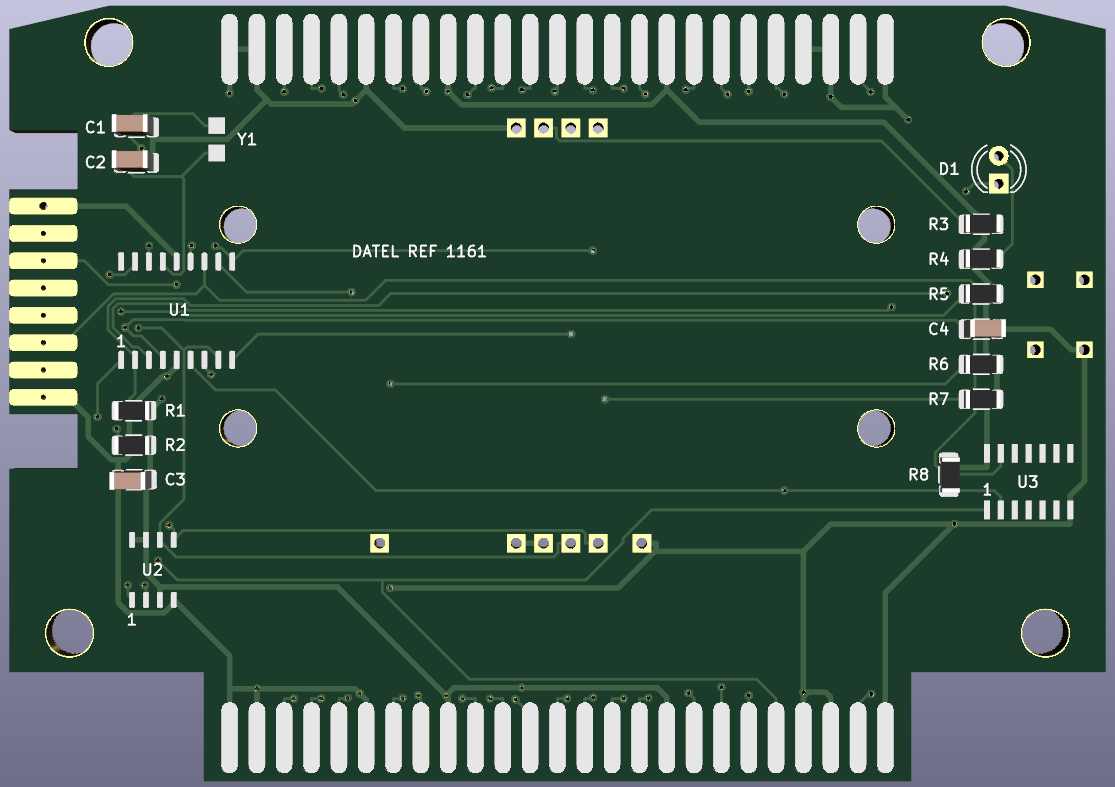 C1
Y1
C2
D1
R3
DATEL REF 1161
R4
R5
U1
C4
1
R6
R7
R1
R2
R8
C3
U3
1
U2
1